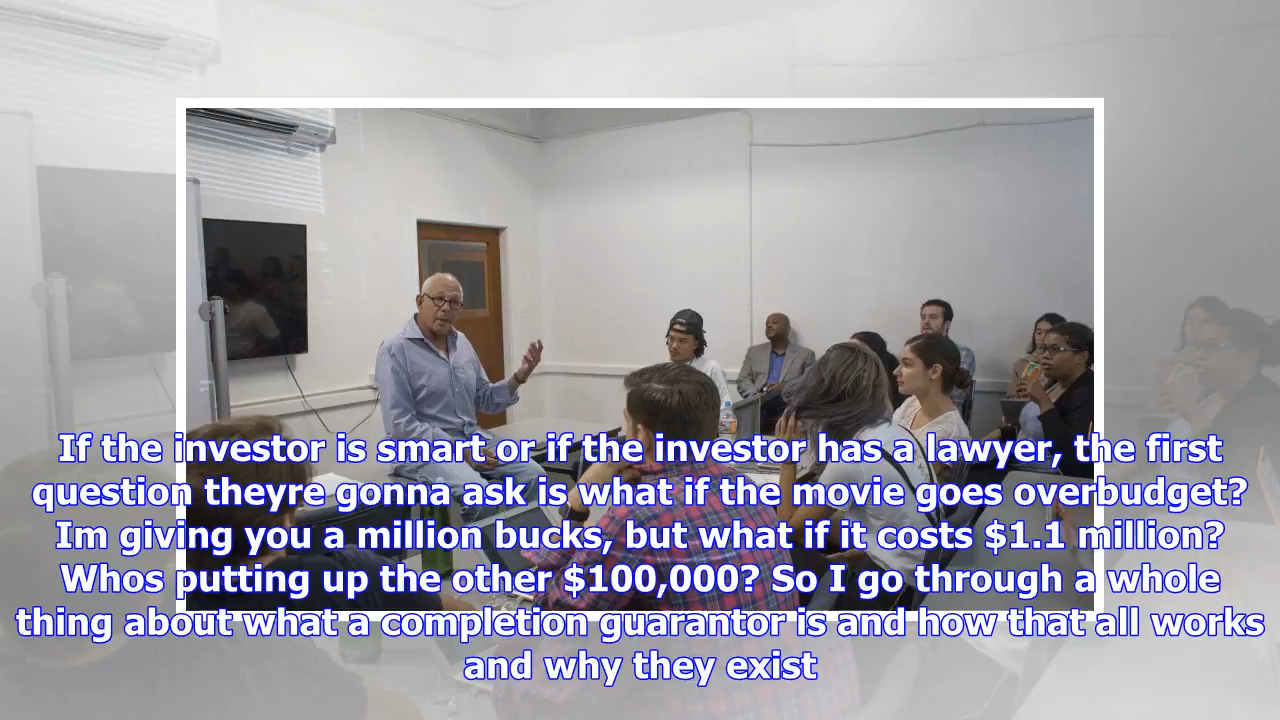 If the investor is smart or if the investor has a lawyer, the first
question theyre gonna ask is what if the movie goes overbudget?
Im giving you a million bucks, but what if it costs $1.1 million?
Whos putting up the other $100,000? So I go through a whole
thing about what a completion guarantor is and how that all works
and why they exist